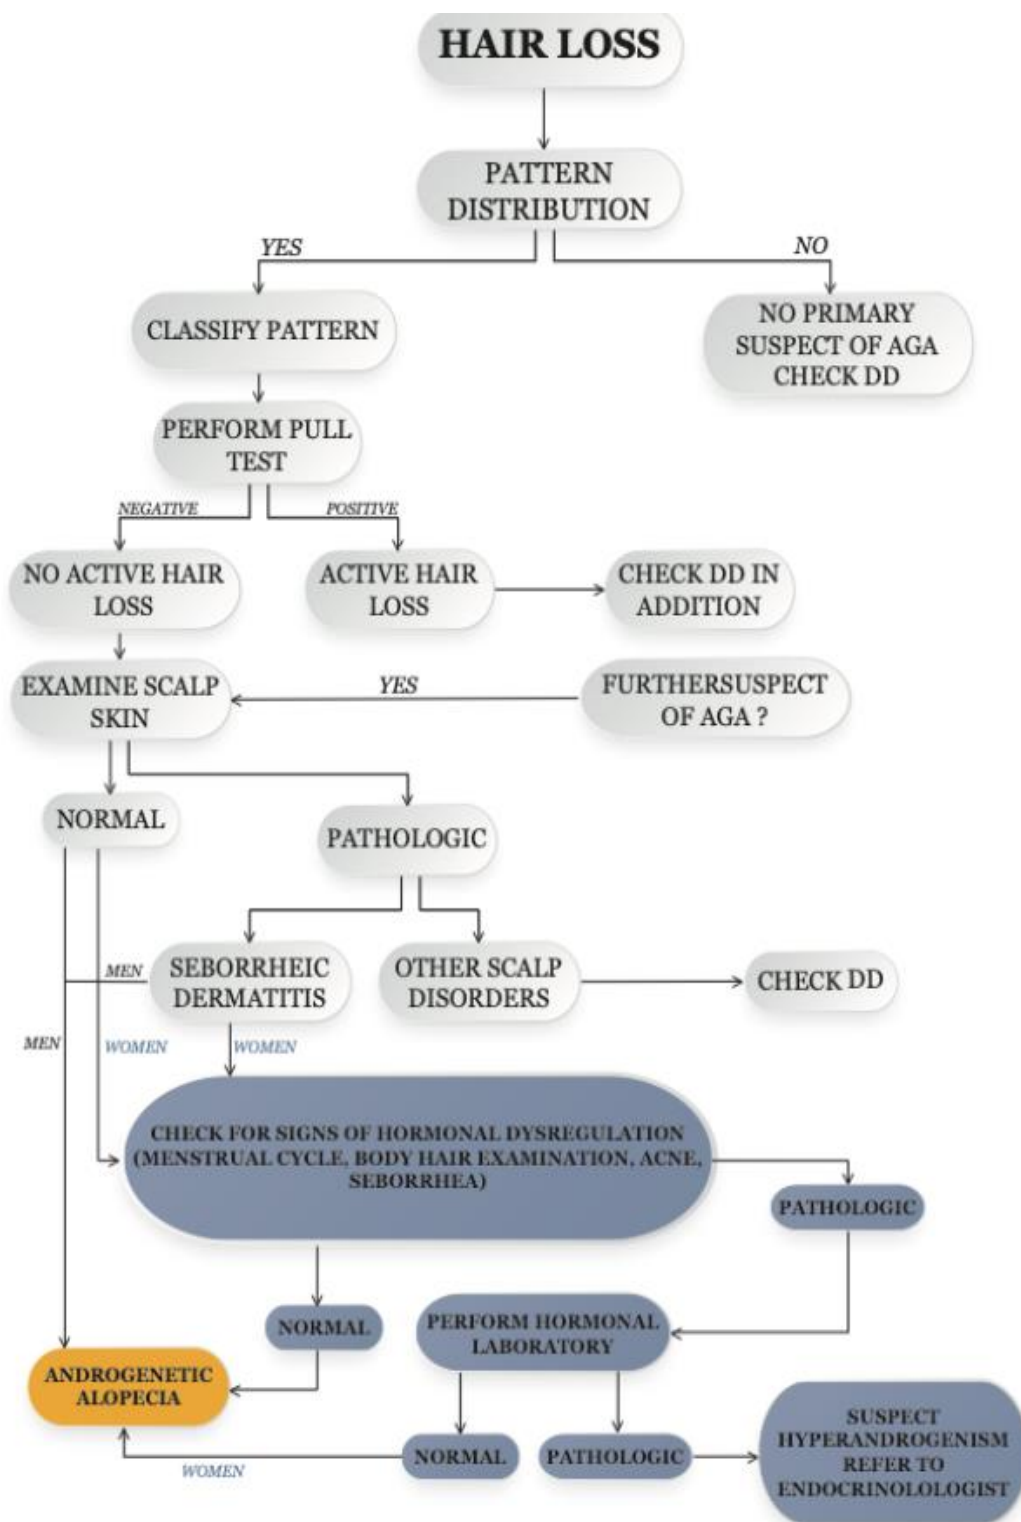 HAIR LOSS
PATTERN
DISTRIBUTION
YES
NO
CLASSIFY PATTERN
NO PRIMARY
SUSPECT OF AGA
CHECK DD
PERFORM PULL
TEST
NEGATIVE
POSITIVE
NO ACTIVE HAIR
LOSS
ACTIVE HAIR
LOSS
CHECK DD IN
ADDITION
EXAMINE SCALP
SKIN
YES
FURTHERSUSPECT
OF AGA ?
NORMAL
PATHOLOGIC
MEN
SEBORRHEIC
DERMATITIS
OTHER SCALP
DISORDERS
CHECK DD
MEN
WOMEN
WOMEN
CHECK FOR SIGNS OF HORMONAL DYSREGULATION
(MENSTRUAL CYCLE, BODY HAIR EXAMINATION, ACNE,
SEBORRHEA)
PATHOLOGIC
NORMAL
PERFORM HORMONAL
LABORATORY
ANDROGENETIC
ALOPECIA
NORMAL
PATHOLOGIC
SUSPECT
HYPERANDROGENISM
REFER TO
ENDOCRINOLOLOGIST
WOMEN